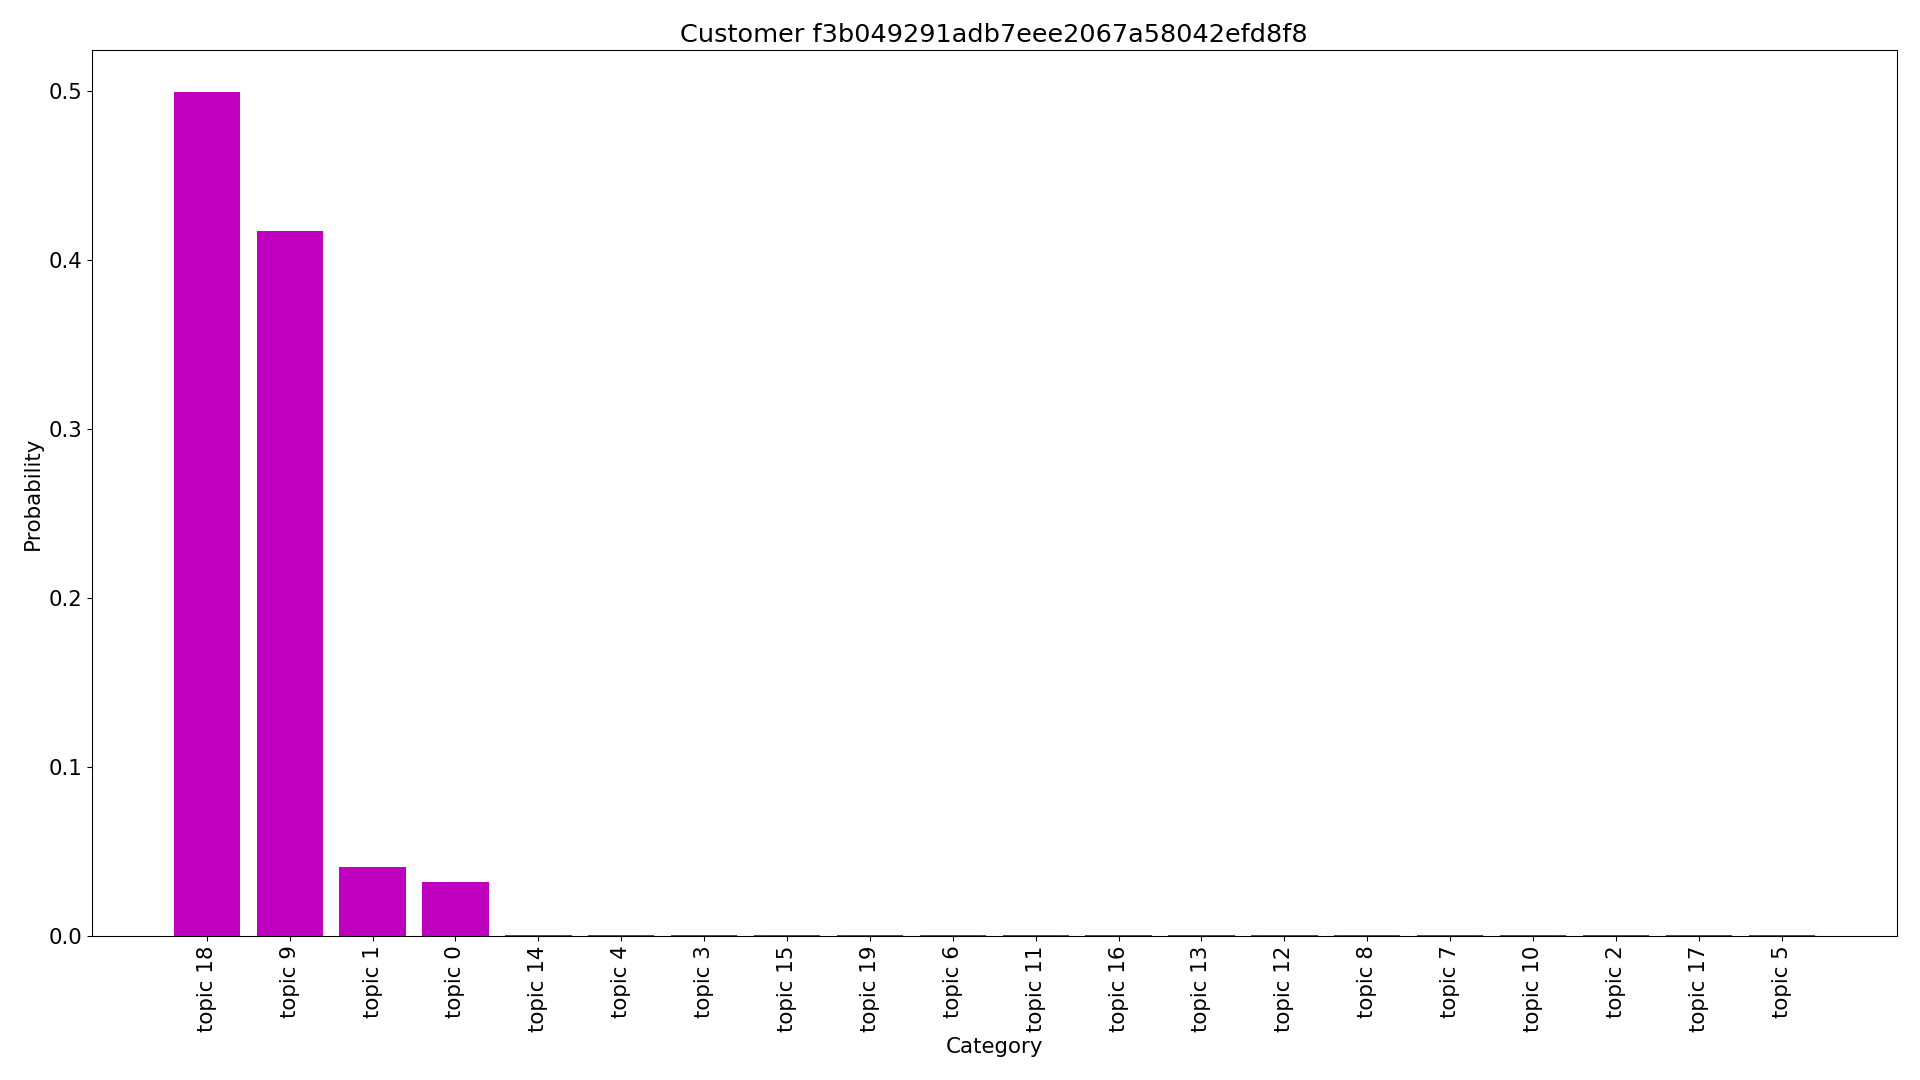 Customer f3b049291adb7eee2067a58042efd8f8
0.5
0.4
0.3
0.2
0.1
0.0
Probability
topic 18
topic 9
topic 1
topic 0
topic 14
topic 4
topic 3
topic 15
topic 19
topic 6
topic 11
topic 16
topic 13
topic 12
topic 8
topic 7
topic 10
topic 2
topic 17
topic 5
Category